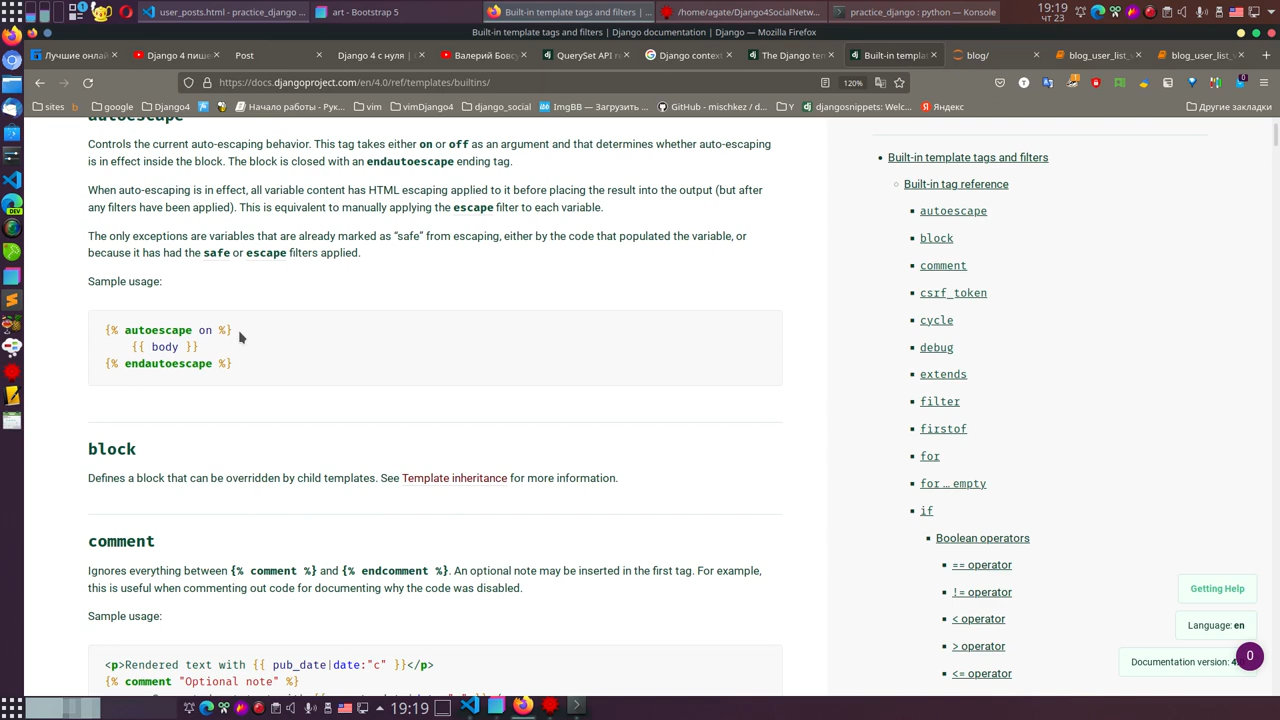 user_posts.html - practice_django ...
art - Bootstrap 5
Built-in template tags and filters | ...
/home/agate/Django4SocialNetw...
practice_django : python — Konsole
19:19
ЧТ 23
Built-in template tags and filters | Django documentation | Django — Mozilla Firefox
Лучшие онлай
Django 4 пише
Post
Django 4 с нуля (
Валерий Бовсу
QuerySet API re
Django context
The Django tem
Built-in templat
blog/
blog_user_list_v
blog_user_list_v
https://docs.djangoproject.com/en/4.0/ref/templates/builtins/
120%
sites
b
google
Django4
Начало работы - Рук...
vim
vimDjango4
django_social
ImgBB — Загрузить ...
GitHub - mischkez / d...
Y
djangosnippets: Welc...
Яндекс
Другие закладки
autoescape
Controls the current auto-escaping behavior. This tag takes either on or off as an argument and that determines whether auto-escaping
is in effect inside the block. The block is closed with an endautoescape ending tag.
When auto-escaping is in effect, all variable content has HTML escaping applied to it before placing the result into the output (but after
any filters have been applied). This is equivalent to manually applying the escape filter to each variable.
The only exceptions are variables that are already marked as “safe” from escaping, either by the code that populated the variable, or
because it has had the safe or escape filters applied.
Sample usage:
{% autoescape on %}
{{ body }}
{% endautoescape %}
block
Defines a block that can be overridden by child templates. See Template inheritance for more information.
comment
Ignores everything between {% comment %} and {% endcomment %}. An optional note may be inserted in the first tag. For example,
this is useful when commenting out code for documenting why the code was disabled.
Sample usage:
<p>Rendered text with {{ pub_date|date:"c" }}</p>
{% comment "Optional note" %}
Built-in template tags and filters
Built-in tag reference
autoescape
block
comment
csrf_token
cycle
debug
extends
filter
firstof
for
for … empty
if
Boolean operators
== operator
!= operator
< operator
> operator
<= operator
Getting Help
Language: en
Documentation version: 4
0
19:19